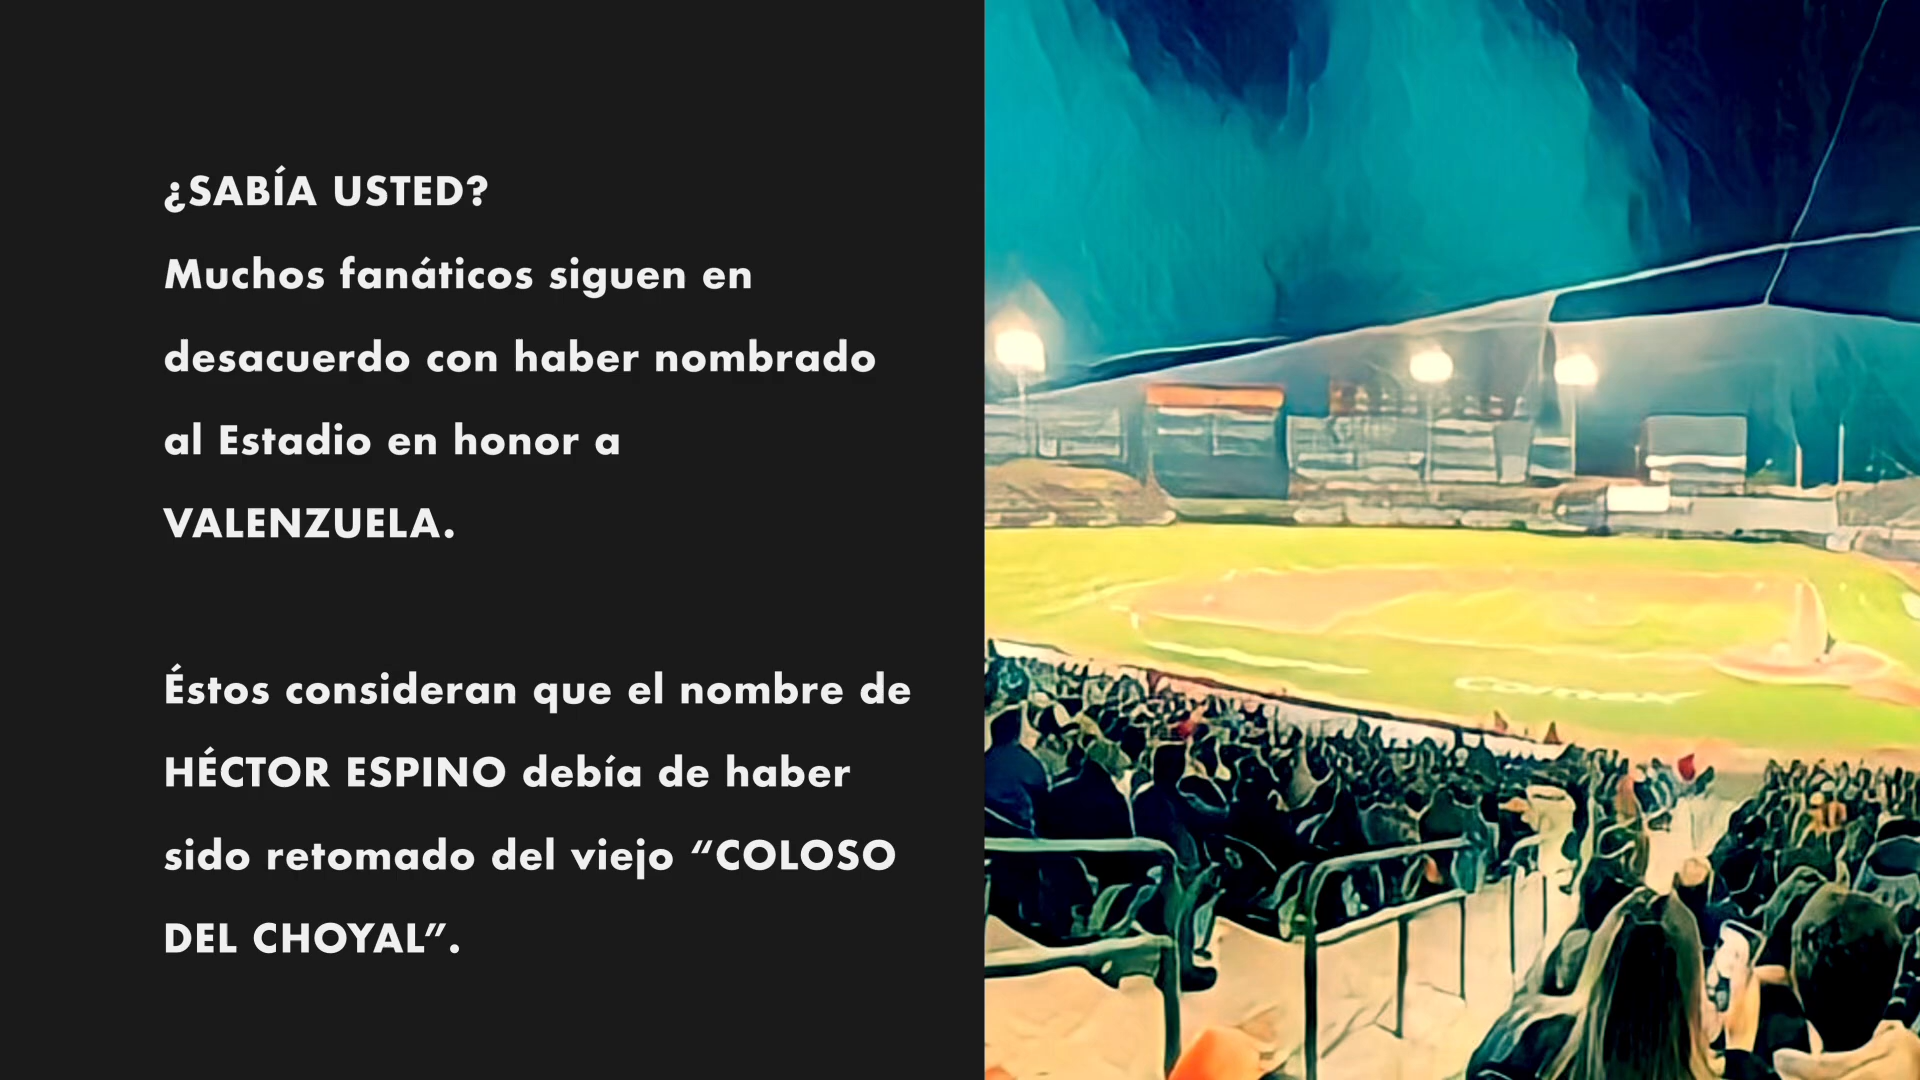 ¿SABÍA USTED?
Muchos fanáticos siguen en
desacuerdo con haber nombrado
al Estadio en honor a
VALENZUELA.
Éstos consideran que el nombre de
HÉCTOR ESPINO debía de haber
sido retomado del viejo “COLOSO
DEL CHOYAL”.